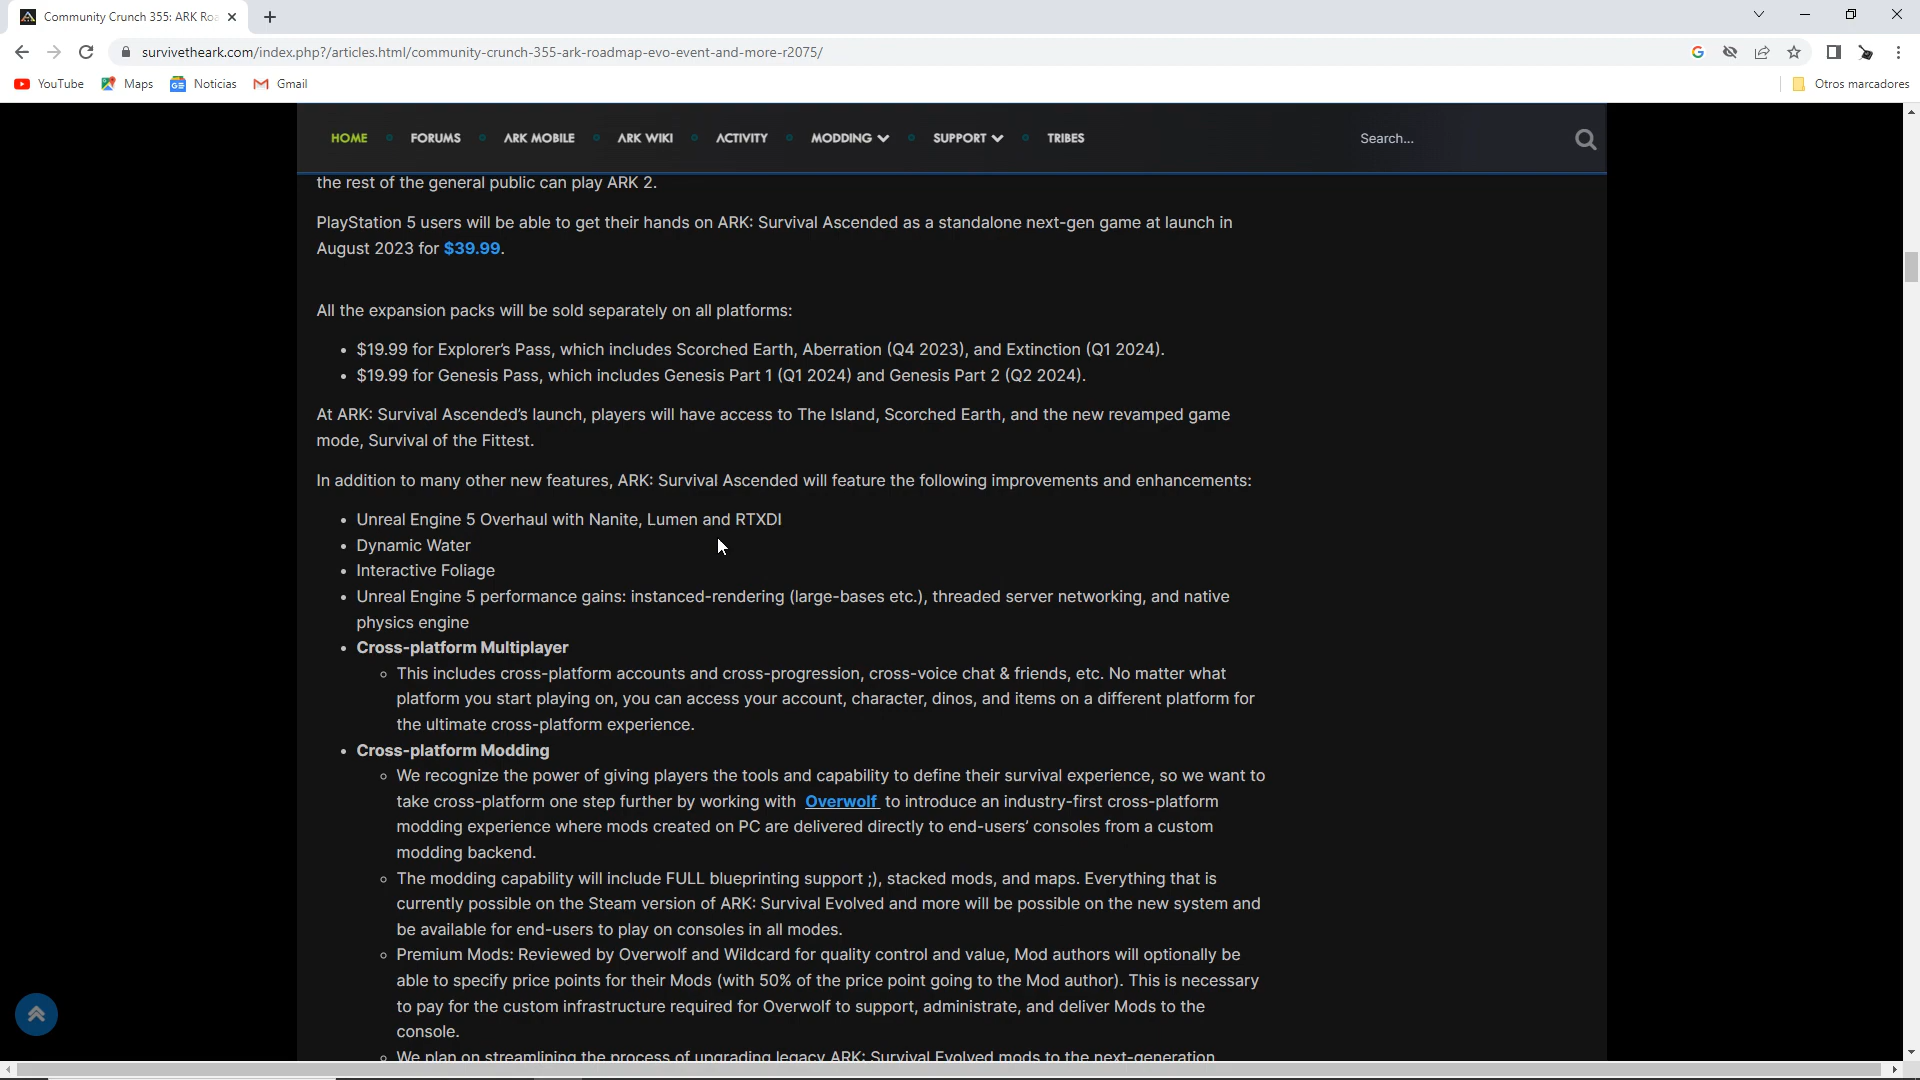 Community Crunch 355: ARK Roa
survivetheark.com/index.php?/articles.html/community-crunch-355-ark-roadmap-evo-event-and-more-r2075/
YouTube Maps Noticias Gmail Otros marcadores
HOME FORUMS ARK MOBILE ARK WIKI ACTIVITY MODDING SUPPORT TRIBES Search...
the rest of the general public can play ARK 2.
PlayStation 5 users will be able to get their hands on ARK: Survival Ascended as a standalone next-gen game at launch in
August 2023 for $39.99.
All the expansion packs will be sold separately on all platforms:
• $19.99 for Explorer's Pass, which includes Scorched Earth, Aberration (Q4 2023), and Extinction (Q1 2024).
• $19.99 for Genesis Pass, which includes Genesis Part 1 (Q1 2024) and Genesis Part 2 (Q2 2024).
At ARK: Survival Ascended's launch, players will have access to The Island, Scorched Earth, and the new revamped game
mode, Survival of the Fittest.
In addition to many other new features, ARK: Survival Ascended will feature the following improvements and enhancements:
• Unreal Engine 5 Overhaul with Nanite, Lumen and RTXDI
• Dynamic Water
• Interactive Foliage
• Unreal Engine 5 performance gains: instanced-rendering (large-bases etc.), threaded server networking, and native
physics engine
• Cross-platform Multiplayer
◦ This includes cross-platform accounts and cross-progression, cross-voice chat & friends, etc. No matter what
platform you start playing on, you can access your account, character, dinos, and items on a different platform for
the ultimate cross-platform experience.
• Cross-platform Modding
◦ We recognize the power of giving players the tools and capability to define their survival experience, so we want to
take cross-platform one step further by working with Overwolf to introduce an industry-first cross-platform
modding experience where mods created on PC are delivered directly to end-users' consoles from a custom
modding backend.
◦ The modding capability will include FULL blueprinting support ;), stacked mods, and maps. Everything that is
currently possible on the Steam version of ARK: Survival Evolved and more will be possible on the new system and
be available for end-users to play on consoles in all modes.
◦ Premium Mods: Reviewed by Overwolf and Wildcard for quality control and value, Mod authors will optionally be
able to specify price points for their Mods (with 50% of the price point going to the Mod author). This is necessary
to pay for the custom infrastructure required for Overwolf to support, administrate, and deliver Mods to the
console.
◦ We plan on streamlining the process of upgrading legacy ARK: Survival Evolved mods to the next-generation